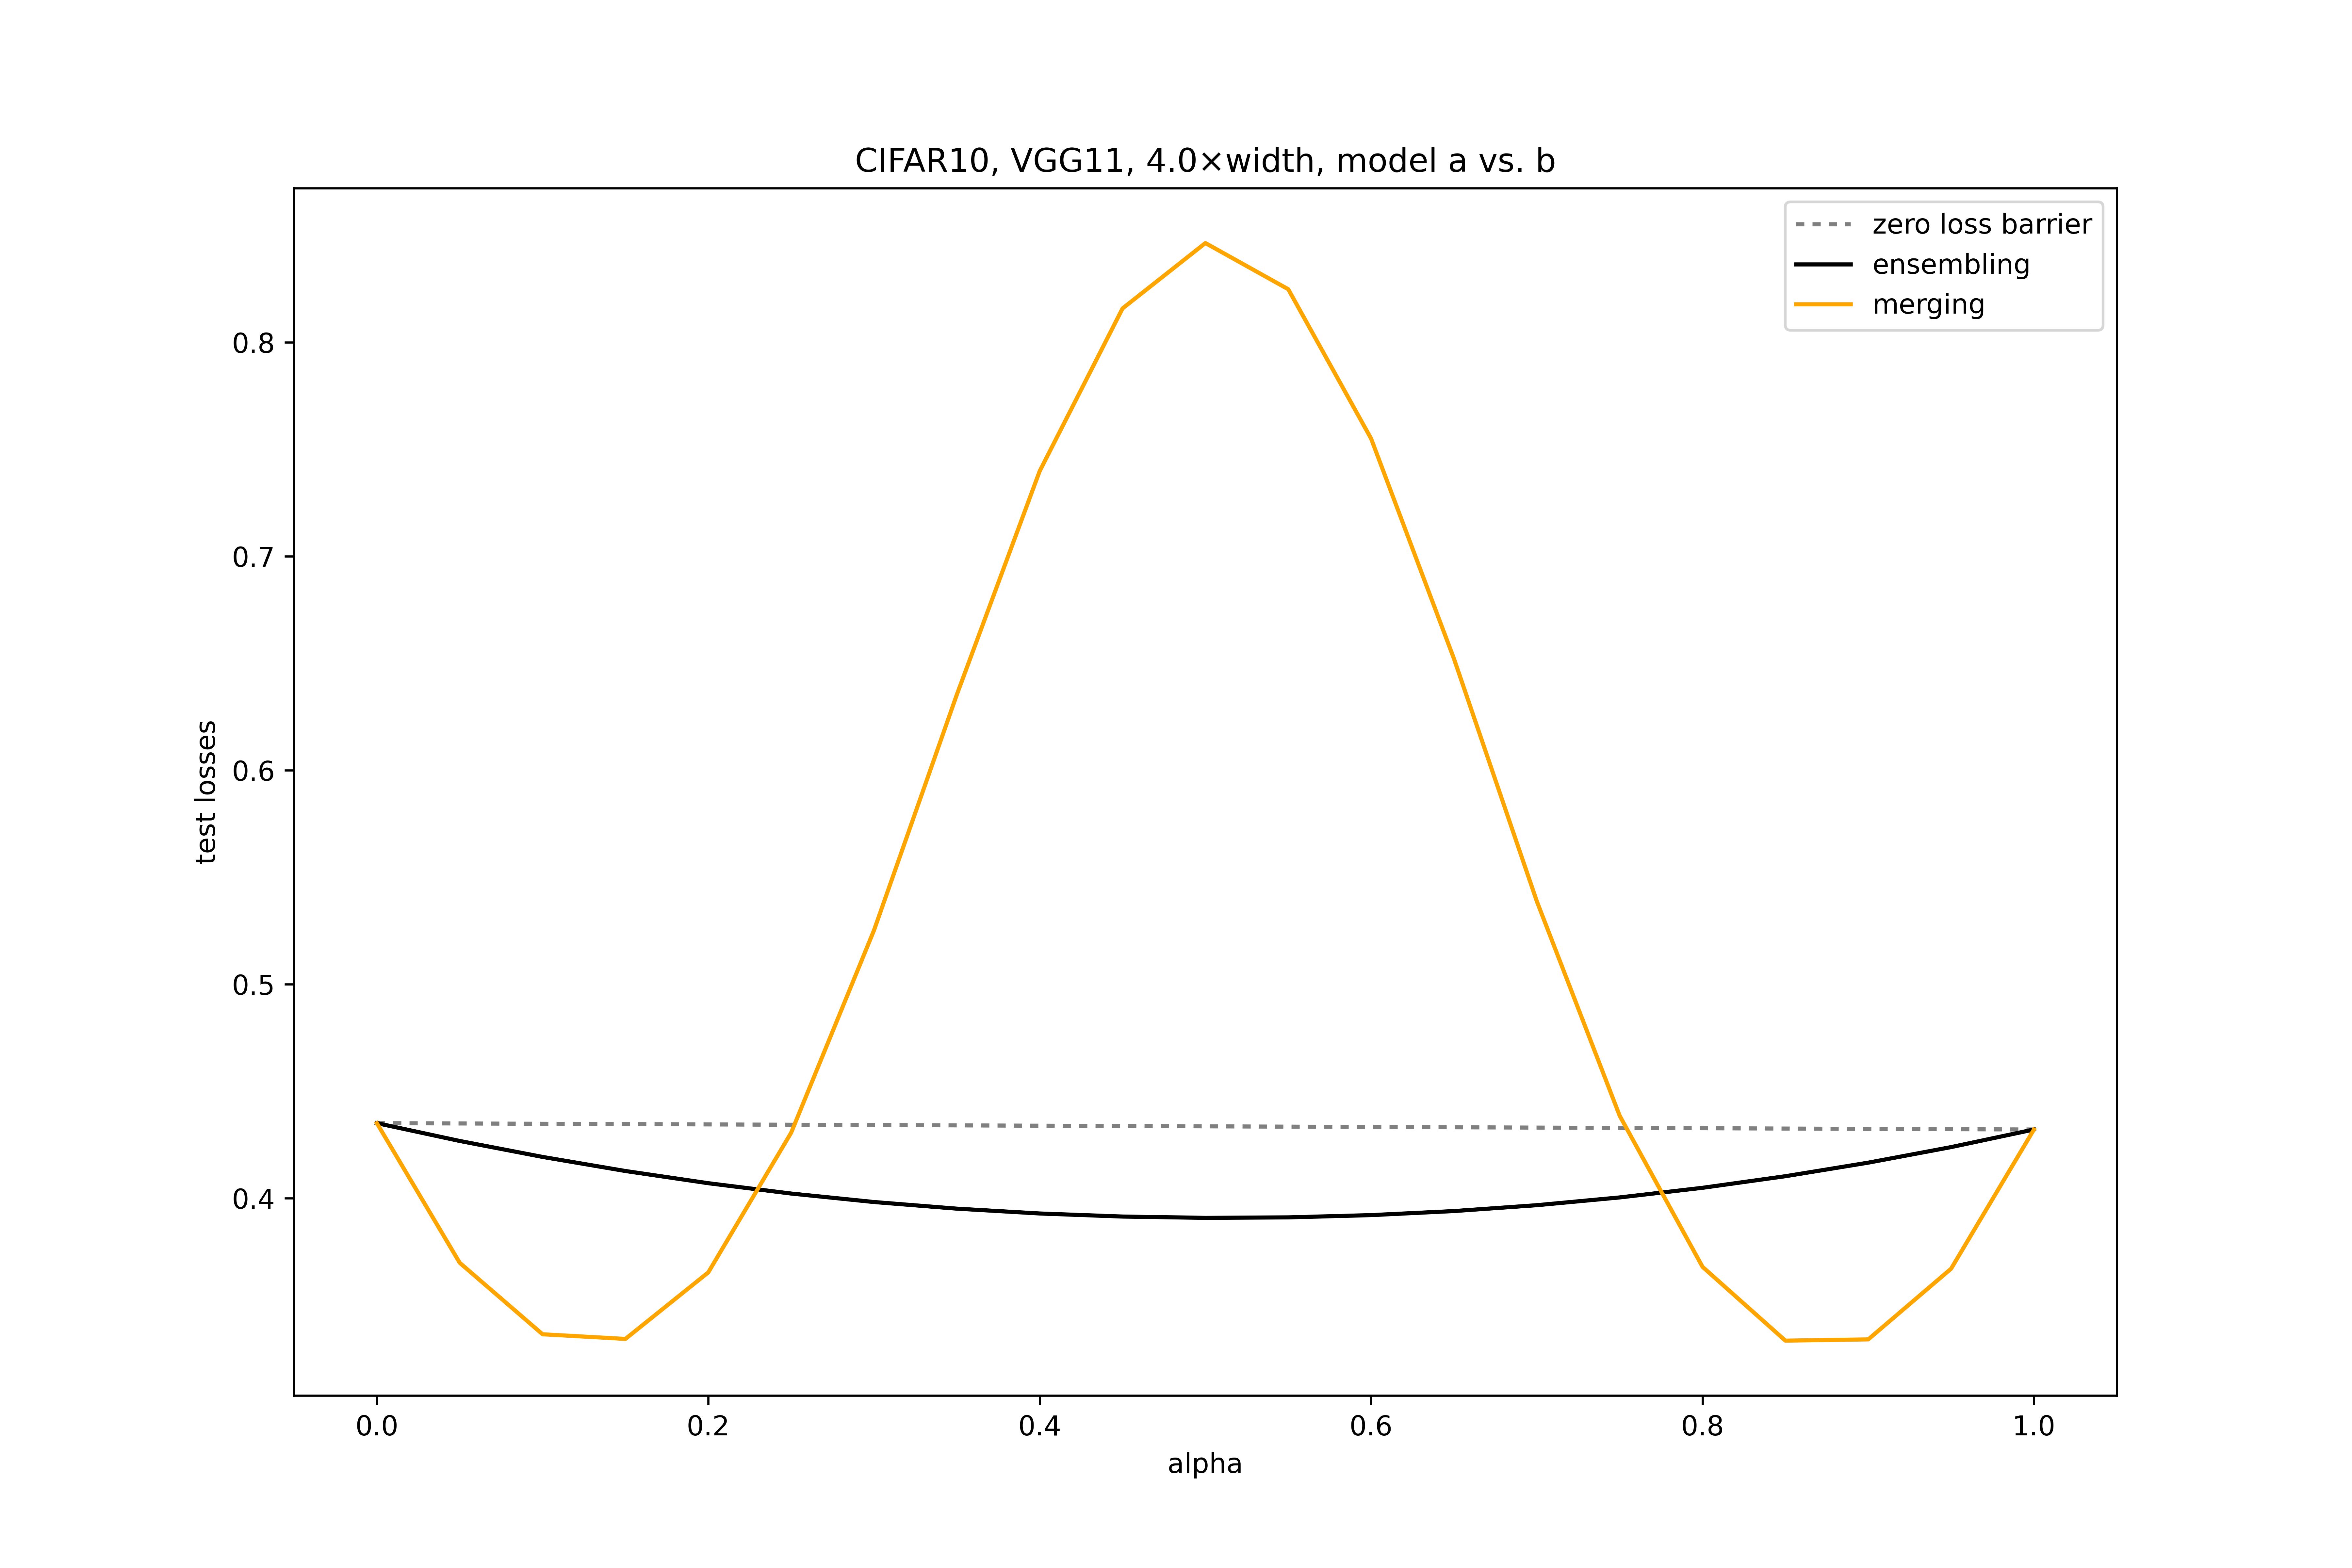 CIFAR10, VGG11, 4.0×width, model a vs. b
zero loss barrier
ensembling
merging
0.8
0.7
0.6
0.5
0.4
test losses
0.0 0.2 0.4 0.6 0.8 1.0
alpha